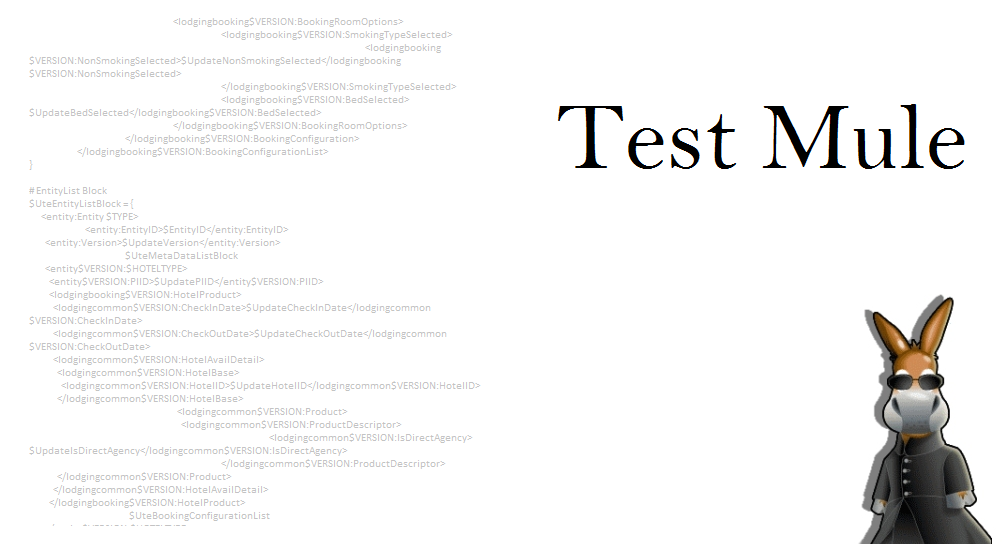 <lodgingbooking$VERSION:BookingRoomOptions>
<lodgingbooking$VERSION:SmokingTypeSelected>
<lodgingbooking
$VERSION:NonSmokingSelected>$UpdateNonSmokingSelected</lodgingbooking
$VERSION:NonSmokingSelected>
</lodgingbooking$VERSION:SmokingTypeSelected>
<lodgingbooking$VERSION:BedSelected>
$UpdateBedSelected</lodgingbooking$VERSION:BedSelected>
</lodgingbooking$VERSION:BookingRoomOptions>
</lodgingbooking$VERSION:BookingConfiguration>
</lodgingbooking$VERSION:BookingConfigurationList>
}
#EntityList Block
$UteEntityListBlock = {
<entity:Entity $TYPE>
<entity:EntityID>$EntityID</entity:EntityID>
<entity:Version>$UpdateVersion</entity:Version>
$UteMetaDataListBlock
<entity$VERSION:$HOTELTYPE>
<entity$VERSION:PIID>$UpdatePIID</entity$VERSION:PIID>
<lodgingbooking$VERSION:HotelProduct>
<lodgingcommon$VERSION:CheckInDate>$UpdateCheckInDate</lodgingcommon
$VERSION:CheckInDate>
<lodgingcommon$VERSION:CheckOutDate>$UpdateCheckOutDate</lodgingcommon
$VERSION:CheckOutDate>
<lodgingcommon$VERSION:HotelAvailDetail>
<lodgingcommon$VERSION:HotelBase>
<lodgingcommon$VERSION:HotelID>$UpdateHotelID</lodgingcommon$VERSION:HotelID>
</lodgingcommon$VERSION:HotelBase>
<lodgingcommon$VERSION:Product>
<lodgingcommon$VERSION:ProductDescriptor>
<lodgingcommon$VERSION:IsDirectAgency>
$UpdateIsDirectAgency</lodgingcommon$VERSION:IsDirectAgency>
</lodgingcommon$VERSION:ProductDescriptor>
</lodgingcommon$VERSION:Product>
</lodgingcommon$VERSION:HotelAvailDetail>
</lodgingbooking$VERSION:HotelProduct>
$UteBookingConfigurationList
Test Mule